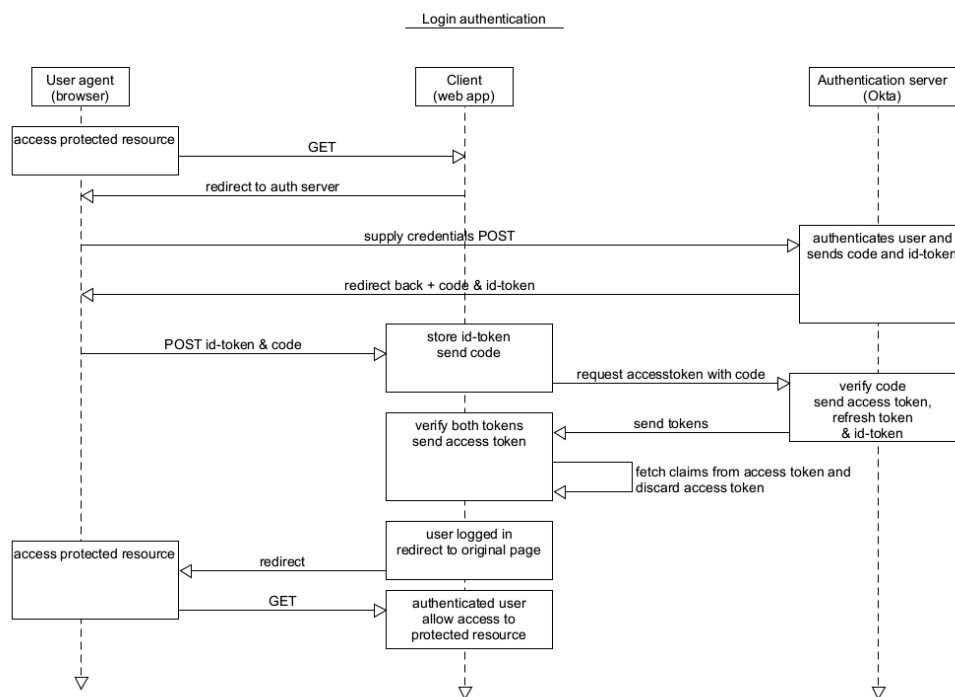 Login authentication
User agent
(browser)
Client
(web app)
Authentication server
(Okta)
access protected resource
GET
redirect to auth server
supply credentials POST
authenticates user and
sends code and id-token
redirect back + code & id-token
POST id-token & code
store id-token
send code
request accesstoken with code
verify code
send access token,
refresh token
& id-token
send tokens
verify both tokens
send access token
fetch claims from access token and
discard access token
user logged in
redirect to original page
access protected resource
redirect
GET
authenticated user
allow access to
protected resource